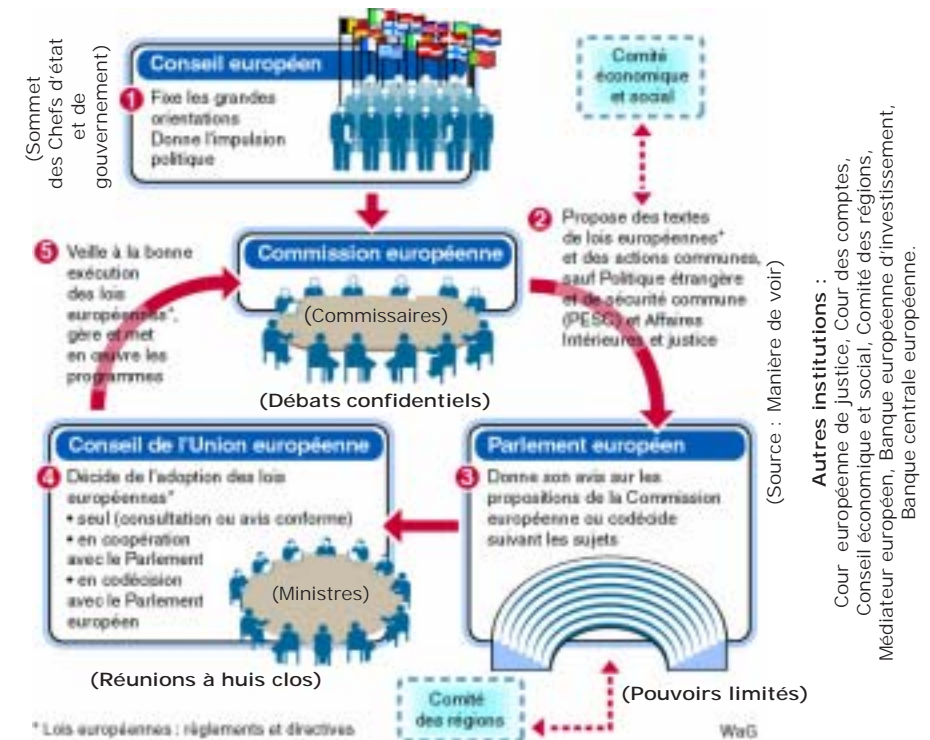 (Sommet
des Chefs d'état
et de
gouvernement)
Conseil européen
1 Fixe les grandes
orientations
Donne l'impulsion
politique
Comité
économique
et social
2 Propose des textes
de lois européennes*
et des actions communes,
sauf Politique étrangère
et de sécurité commune
(PESC) et Affaires
Intérieures et justice
Commission européenne
(Commissaires)
(Débats confidentiels)
5 Veille à la bonne
exécution
des lois
européennes*,
gère et met
en œuvre les
programmes
Parlement européen
3 Donne son avis sur les
propositions de la Commission
européenne ou codécide
suivant les sujets
(Pouvoirs limités)
Conseil de l'Union européenne
4 Décide de l'adoption des lois
européennes*
• seul (consultation ou avis conforme)
• en coopération
avec le Parlement
• en codécision
avec le Parlement
européen
(Ministres)
(Réunions à huis clos)
Comité
des régions
* Lois européennes : règlements et directives
WaG
(Source : Manière de voir)
Autres institutions :
Cour européenne de justice, Cour des comptes,
Conseil économique et social, Comité des régions,
Médiateur européen, Banque européenne d'investissement,
Banque centrale européenne.